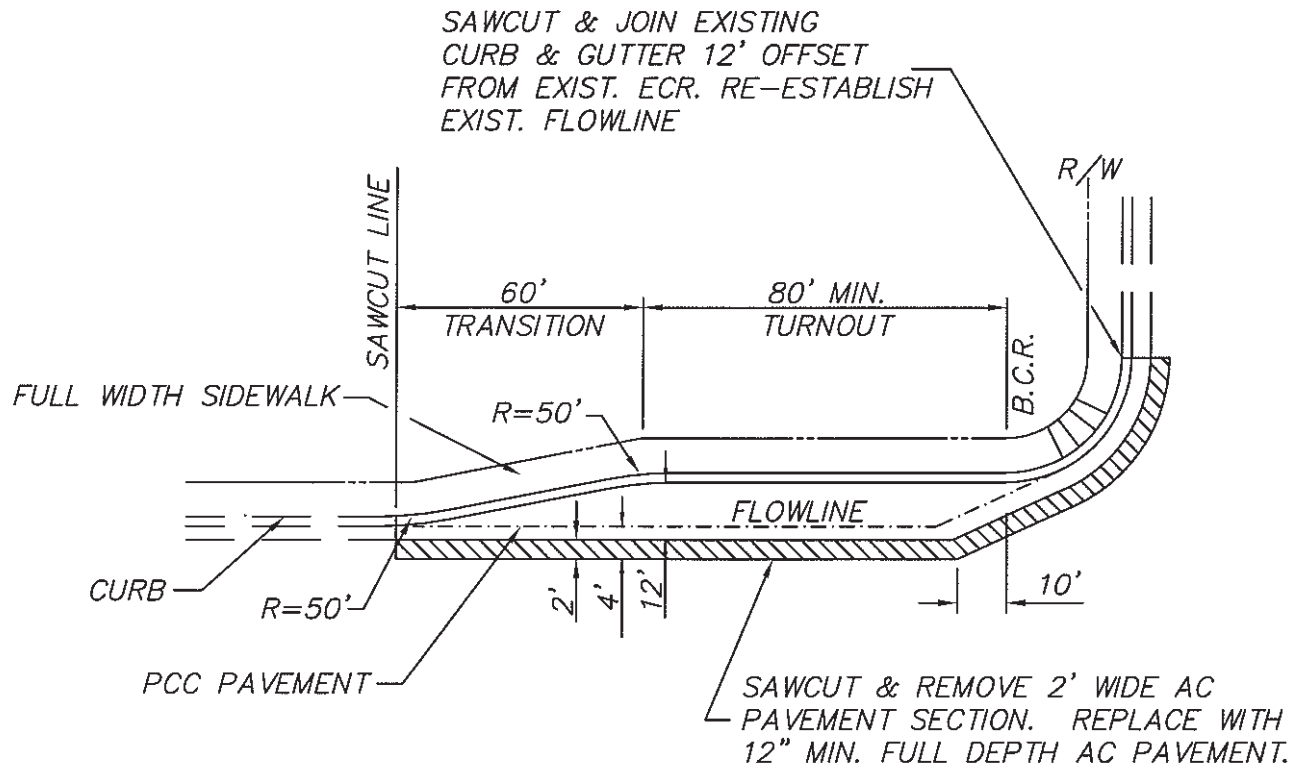 SAWCUT & JOIN EXISTING
CURB & GUTTER 12' OFFSET
FROM EXIST. ECR. RE-ESTABLISH
EXIST. FLOWLINE
R/W
SAWCUT LINE
60'
TRANSITION
80' MIN.
TURNOUT
B.C.R.
FULL WIDTH SIDEWALK
R=50'
FLOWLINE
CURB
R=50'
2'
4'
12'
10'
PCC PAVEMENT
SAWCUT & REMOVE 2' WIDE AC
PAVEMENT SECTION. REPLACE WITH
12" MIN. FULL DEPTH AC PAVEMENT.